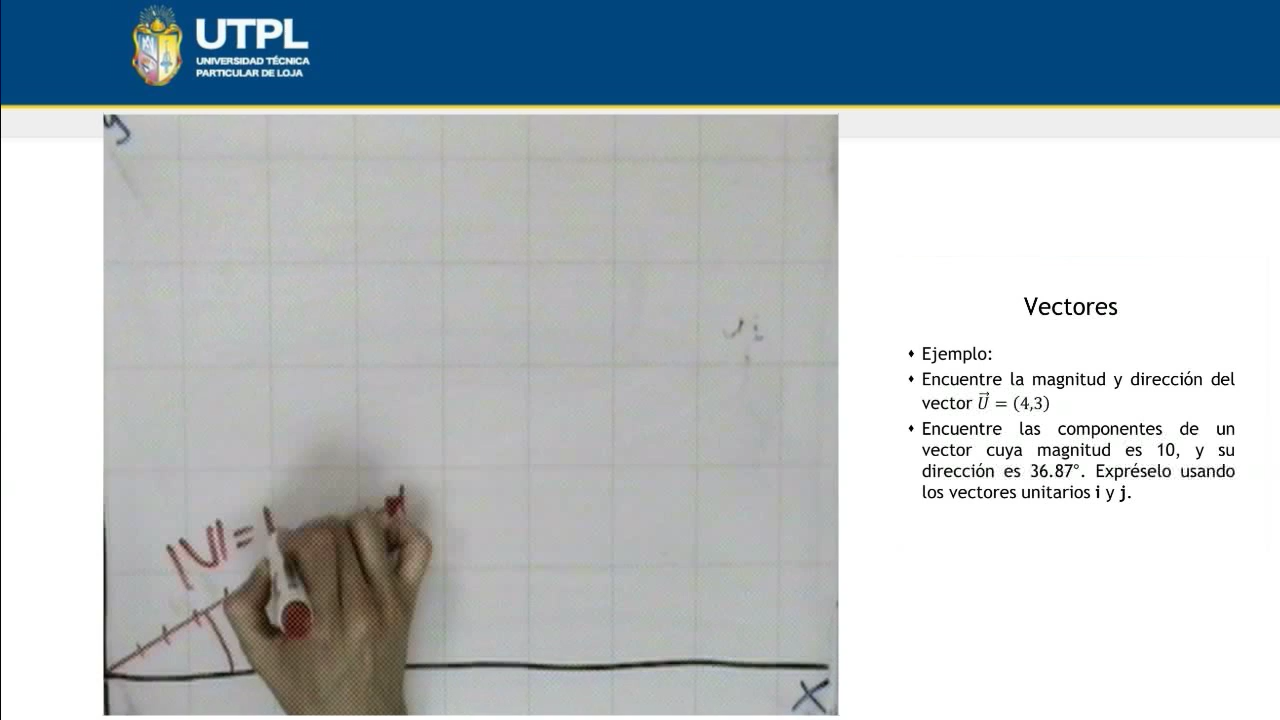 UTPL
UNIVERSIDAD TÉCNICA
PARTICULAR DE LOJA
y
|V|=1
X
Vectores
Ejemplo:
Encuentre la magnitud y dirección del
vector U⃗ = (4,3)
Encuentre las componentes de un
vector cuya magnitud es 10, y su
dirección es 36.87°. Expréselo usando
los vectores unitarios i y j.